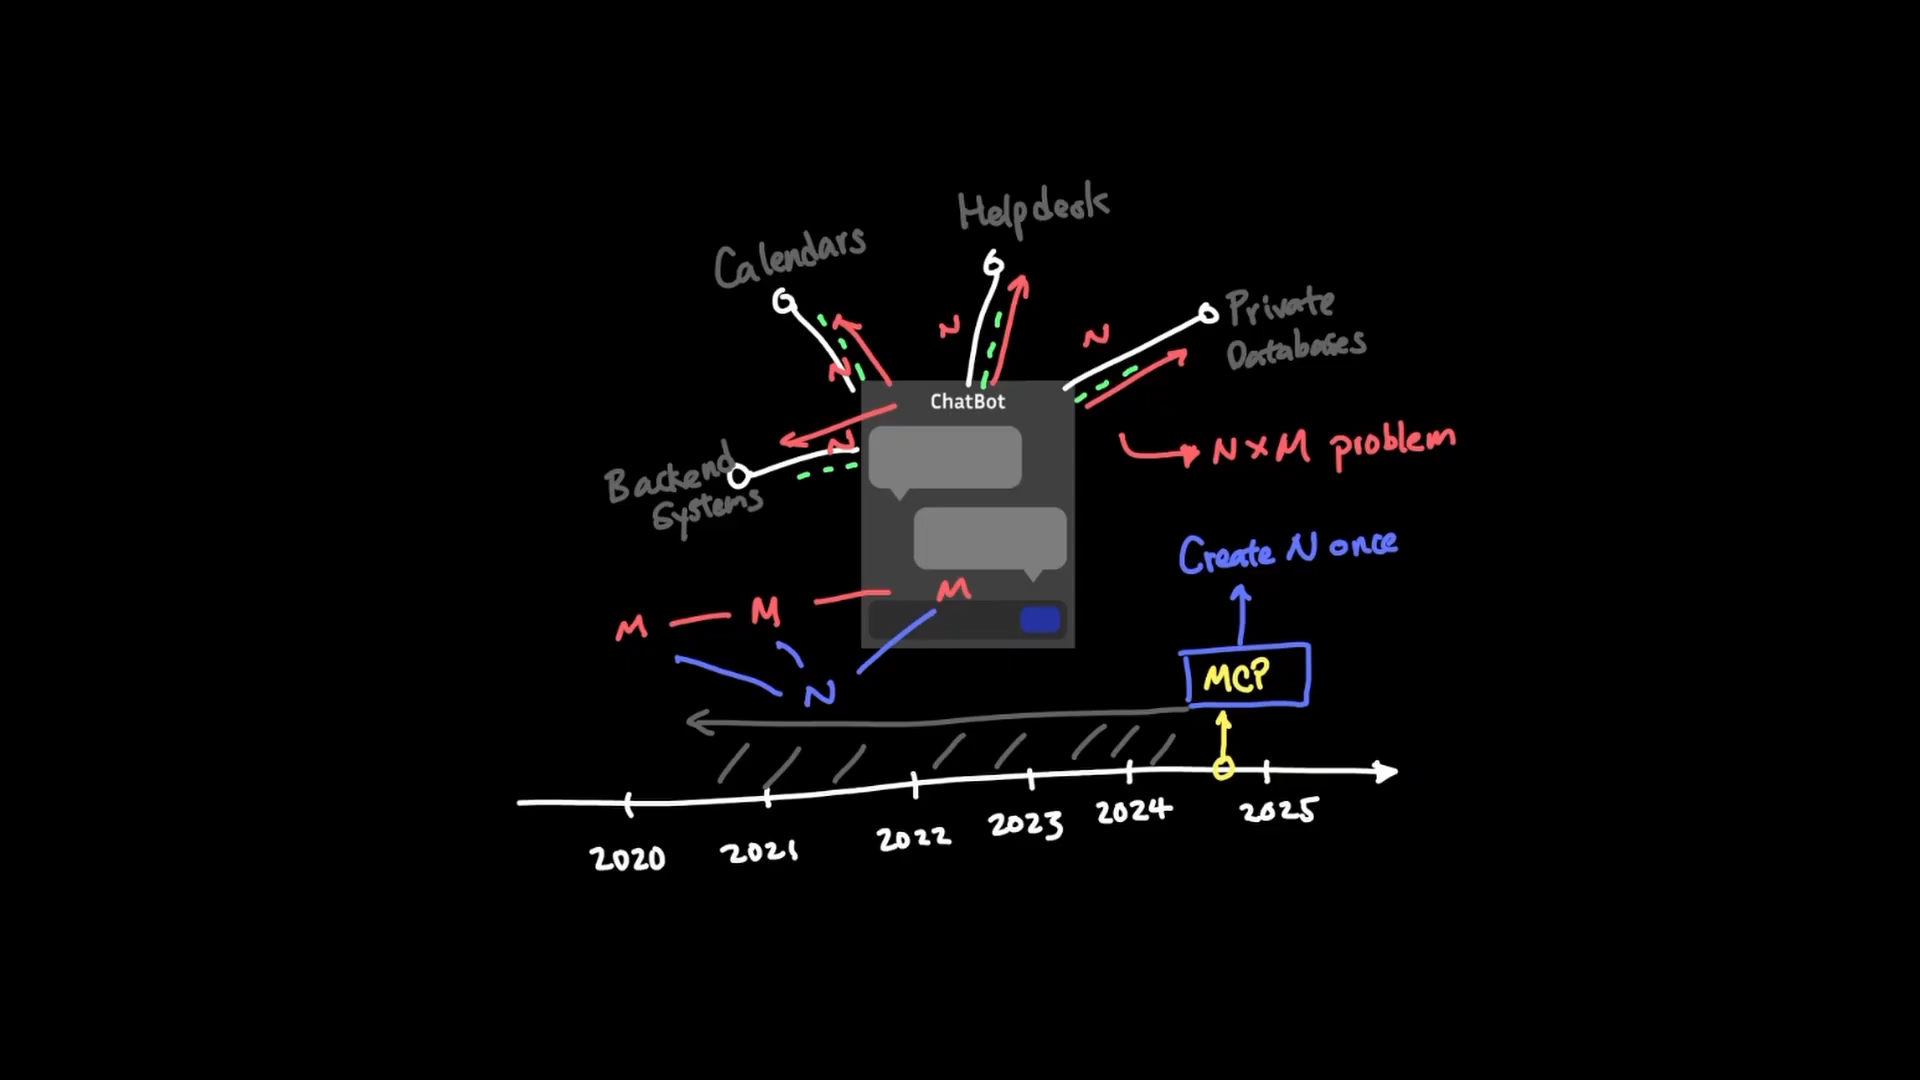 Helpdesk
Calendars
Private
Databases
N
N
N
ChatBot
N
Backend
Systems
N×M problem
Create N once
M
M
M
MCP
N
2020
2021
2022
2023
2024
2025